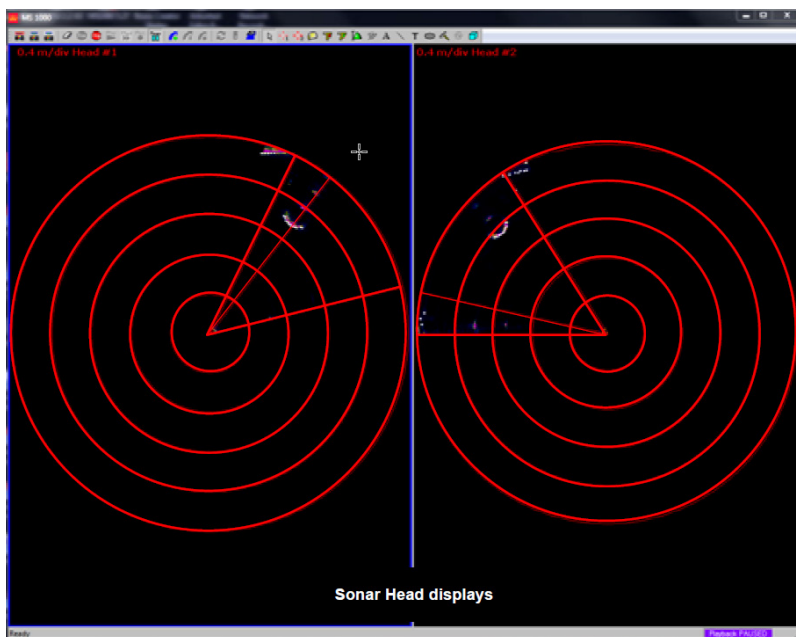 MS 1000
0.4 m/div Head #1
0.4 m/div Head #2
Sonar Head displays
Ready
Playback PAUSED